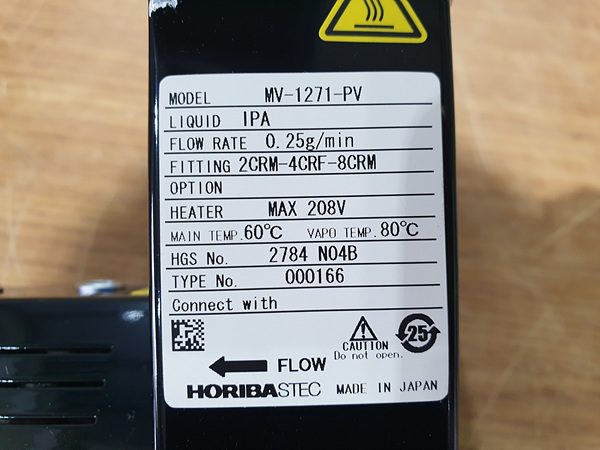 MODEL MV-1271-PV
LIQUID IPA
FLOW RATE 0.25g/min
FITTING 2CRM-4CRF-8CRM
OPTION
HEATER MAX 208V
MAIN TEMP.60℃ VAPO TEMP.80℃
HGS No. 2784 N04B
TYPE No. 000166
Connect with
25
CAUTION
Do not open.
FLOW
HORIBASTEC MADE IN JAPAN